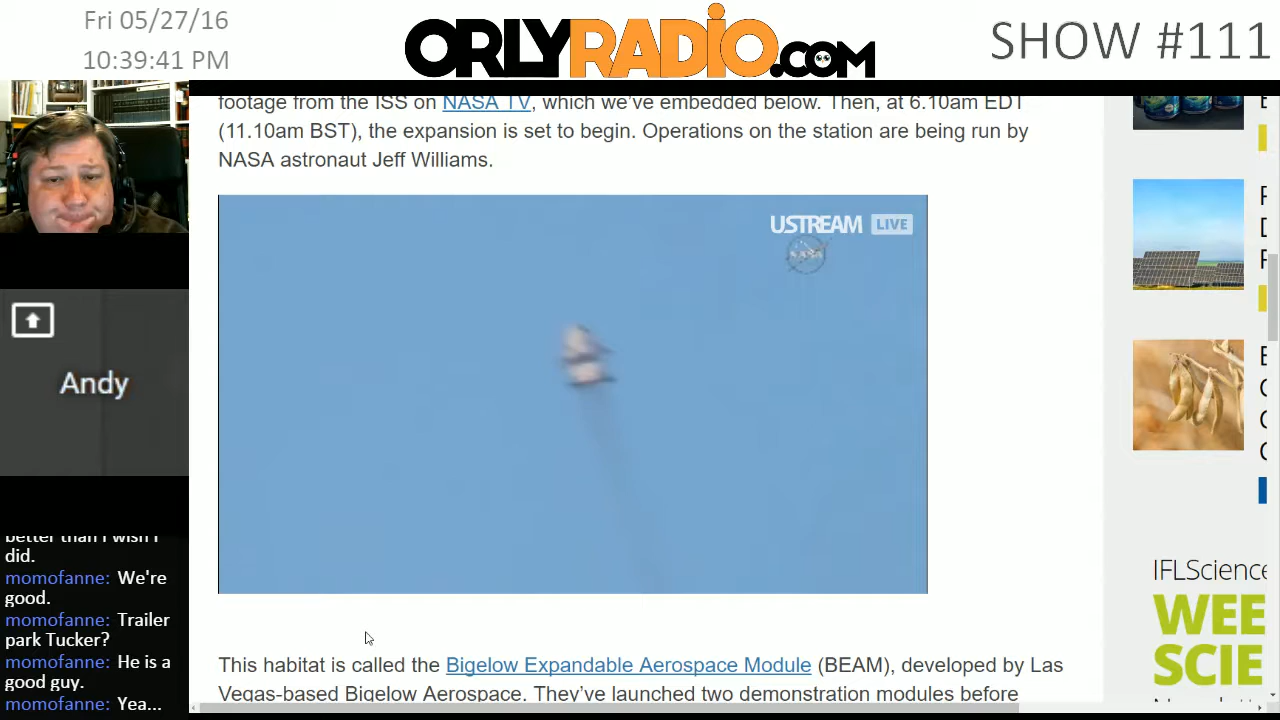 Fri 05/27/16
10:39:41 PM
ORLYRADIO.COM
SHOW #111
footage from the ISS on NASA TV, which we've embedded below. Then, at 6.10am EDT
(11.10am BST), the expansion is set to begin. Operations on the station are being run by
NASA astronaut Jeff Williams.
USTREAM LIVE
NASA
Andy
better than I wish I
did.
momofanne: We're
good.
momofanne: Trailer
park Tucker?
momofanne: He is a
good guy.
momofanne: Yea...
This habitat is called the Bigelow Expandable Aerospace Module (BEAM), developed by Las
Vegas-based Bigelow Aerospace. They've launched two demonstration modules before
IFLScience
WEE
SCIE